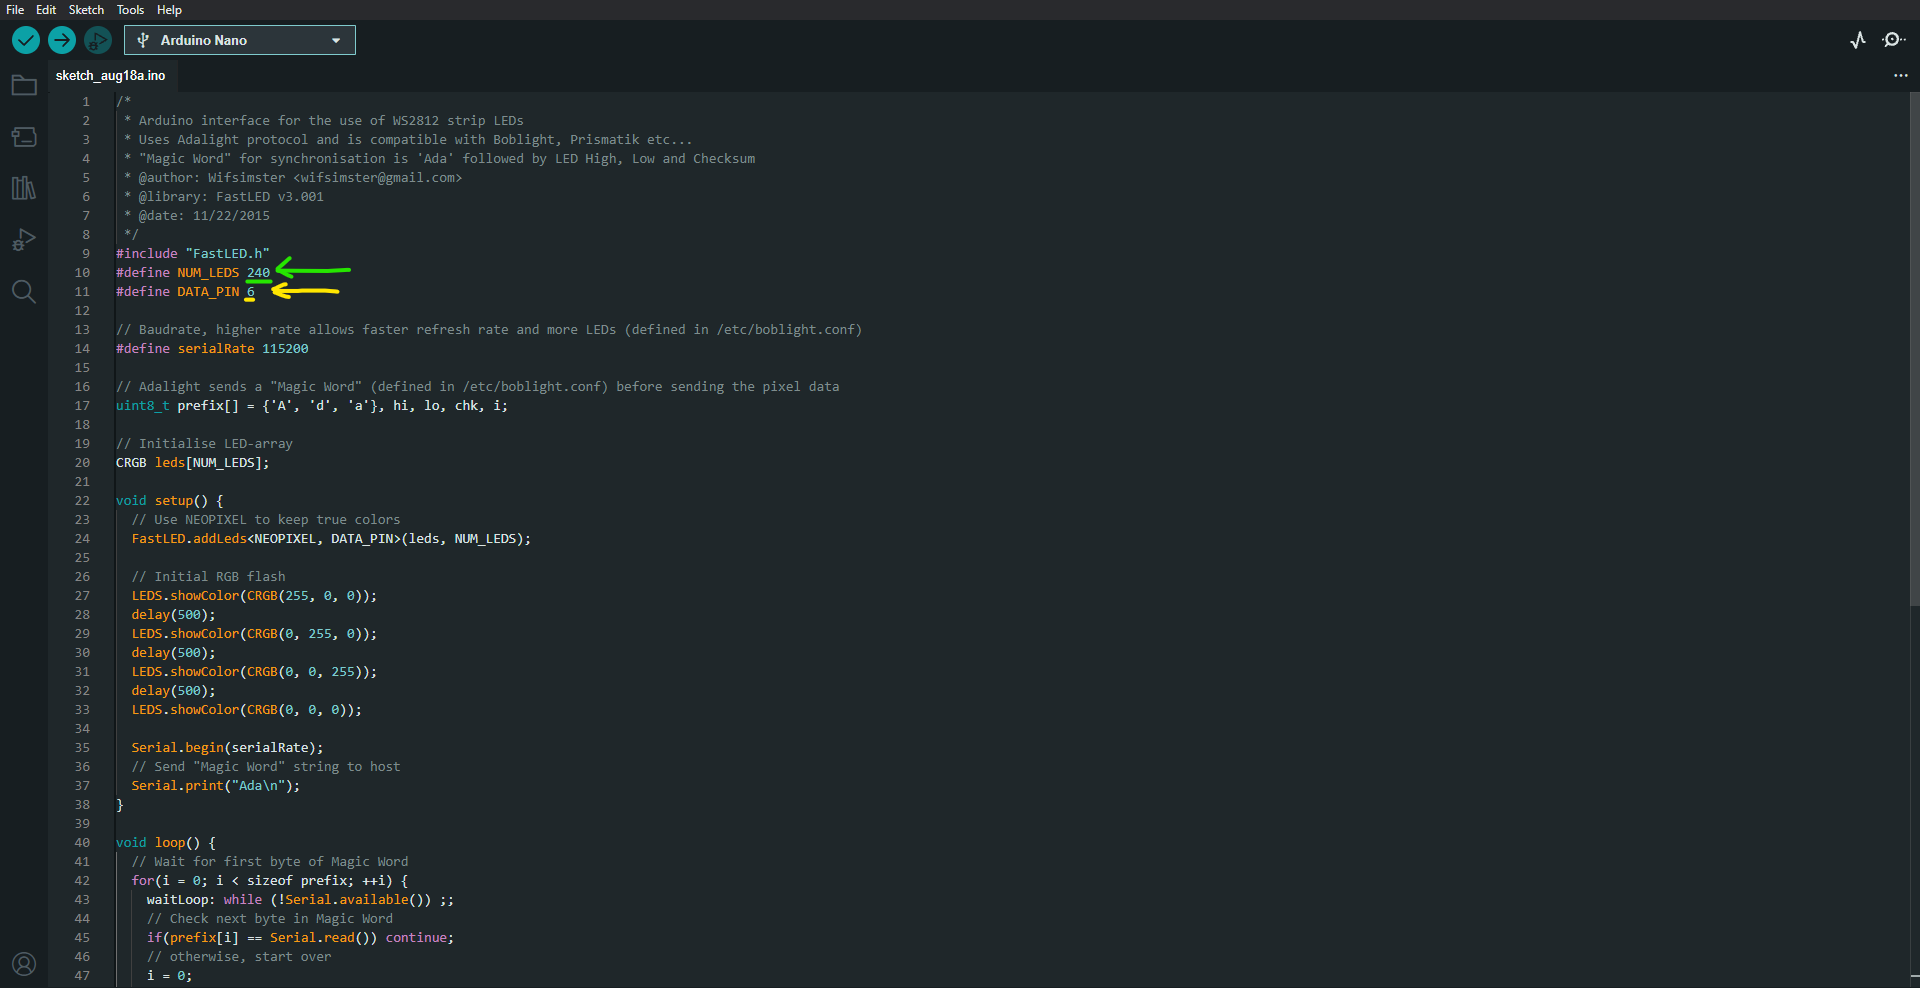 File Edit Sketch Tools Help
Arduino Nano
sketch_aug18a.ino
1 /*
2  * Arduino interface for the use of WS2812 strip LEDs
3  * Uses Adalight protocol and is compatible with Boblight, Prismatik etc...
4  * "Magic Word" for synchronisation is 'Ada' followed by LED High, Low and Checksum
5  * @author: Wifsimster <wifsimster@gmail.com>
6  * @library: FastLED v3.001
7  * @date: 11/22/2015
8  */
9 #include "FastLED.h"
10 #define NUM_LEDS 240
11 #define DATA_PIN 6
12
13 // Baudrate, higher rate allows faster refresh rate and more LEDs (defined in /etc/boblight.conf)
14 #define serialRate 115200
15
16 // Adalight sends a "Magic Word" (defined in /etc/boblight.conf) before sending the pixel data
17 uint8_t prefix[] = {'A', 'd', 'a'}, hi, lo, chk, i;
18
19 // Initialise LED-array
20 CRGB leds[NUM_LEDS];
21
22 void setup() {
23   // Use NEOPIXEL to keep true colors
24   FastLED.addLeds<NEOPIXEL, DATA_PIN>(leds, NUM_LEDS);
25
26   // Initial RGB flash
27   LEDS.showColor(CRGB(255, 0, 0));
28   delay(500);
29   LEDS.showColor(CRGB(0, 255, 0));
30   delay(500);
31   LEDS.showColor(CRGB(0, 0, 255));
32   delay(500);
33   LEDS.showColor(CRGB(0, 0, 0));
34
35   Serial.begin(serialRate);
36   // Send "Magic Word" string to host
37   Serial.print("Ada\n");
38 }
39
40 void loop() {
41   // Wait for first byte of Magic Word
42   for(i = 0; i < sizeof prefix; ++i) {
43     waitLoop: while (!Serial.available()) ;;
44     // Check next byte in Magic Word
45     if(prefix[i] == Serial.read()) continue;
46     // otherwise, start over
47     i = 0;